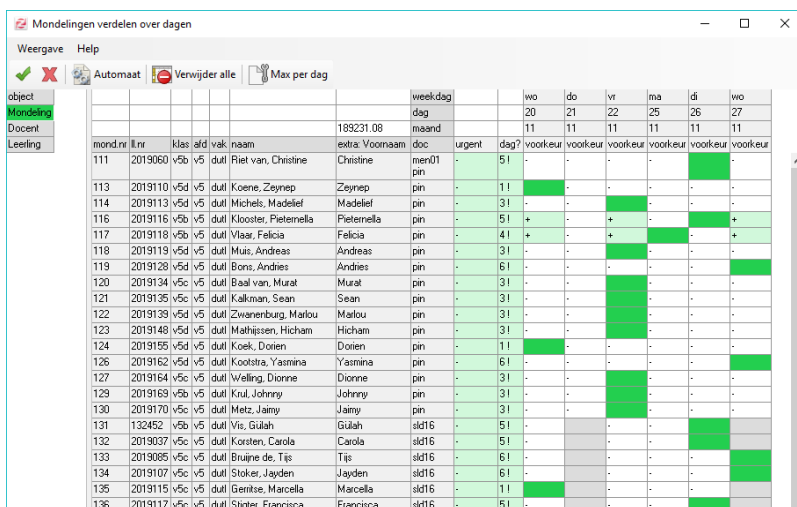 Mondelingen verdelen over dagen
Weergave Help
Automaat Verwijder alle Max per dag
object weekdag wo do vr ma di wo
Mondeling dag 20 21 22 25 26 27
Docent 189231.08 maand 11 11 11 11 11 11
Leerling mond.nr ll.nr klas afd vak naam extra: Voornaam doc urgent dag? voorkeur voorkeur voorkeur voorkeur voorkeur voorkeur
111 2019060 v5b v5 dutl Riet van, Christine Christine men01 - 5 ! - - - - -
pin
113 2019110 v5d v5 dutl Koene, Zeynep Zeynep pin - 1 ! - - - - -
114 2019113 v5d v5 dutl Michels, Madelief Madelief pin - 3 ! - - - - -
116 2019116 v5b v5 dutl Klooster, Pieternella Pieternella pin - 5 ! + - + - +
117 2019118 v5b v5 dutl Vlaar, Felicia Felicia pin - 4 ! + - + - +
118 2019119 v5d v5 dutl Muis, Andreas Andreas pin - 3 ! - - - - -
119 2019128 v5d v5 dutl Bons, Andries Andries pin - 6 ! - - - - -
120 2019134 v5c v5 dutl Baal van, Murat Murat pin - 3 ! - - - - -
121 2019135 v5c v5 dutl Kalkman, Sean Sean pin - 3 ! - - - - -
122 2019139 v5d v5 dutl Zwanenburg, Marlou Marlou pin - 3 ! - - - - -
123 2019148 v5d v5 dutl Mathijssen, Hicham Hicham pin - 3 ! - - - - -
124 2019155 v5d v5 dutl Koek, Dorien Dorien pin - 1 ! - - - - -
126 2019162 v5d v5 dutl Kootstra, Yasmina Yasmina pin - 6 ! - - - - -
127 2019164 v5c v5 dutl Welling, Dionne Dionne pin - 3 ! - - - - -
129 2019169 v5b v5 dutl Krul, Johnny Johnny pin - 3 ! - - - - -
130 2019170 v5c v5 dutl Metz, Jaimy Jaimy pin - 3 ! - - - - -
131 132452 v5b v5 dutl Vis, Gülah Gülah sld16 - 5 ! - - -
132 2019037 v5c v5 dutl Korsten, Carola Carola sld16 - 5 ! - - -
133 2019085 v5c v5 dutl Bruijne de, Tijs Tijs sld16 - 6 ! - - - -
134 2019107 v5c v5 dutl Stoker, Jayden Jayden sld16 - 6 ! - - - -
135 2019115 v5c v5 dutl Gerritse, Marcella Marcella sld16 - 1 ! - - -
136 2019117 v5c v5 dutl Stigter, Francisca Francisca sld16 - 5 ! - - -